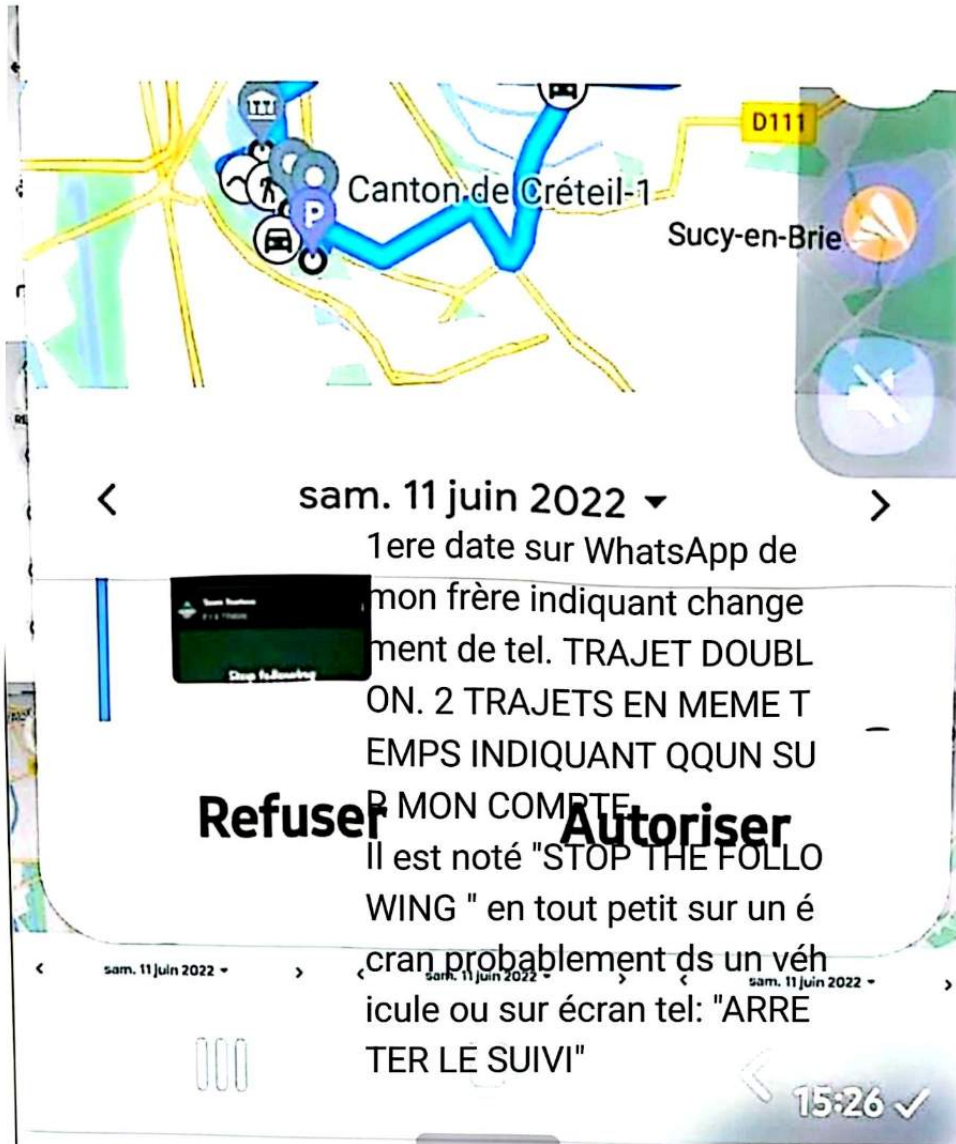 D111
Canton de Créteil-1
Sucy-en-Brie
P
sam. 11 juin 2022
1ere date sur WhatsApp de
mon frère indiquant change
ment de tel. TRAJET DOUBL
ON. 2 TRAJETS EN MEME T
EMPS INDIQUANT QQUN SU
R MON COMPTE.
Il est noté "STOP THE FOLLO
WING " en tout petit sur un é
cran probablement ds un véh
icule ou sur écran tel: "ARRE
TER LE SUIVI"
Stop following
Refuser
Autoriser
sam. 11 juin 2022
sam. 11 juin 2022
sam. 11 juin 2022
15:26